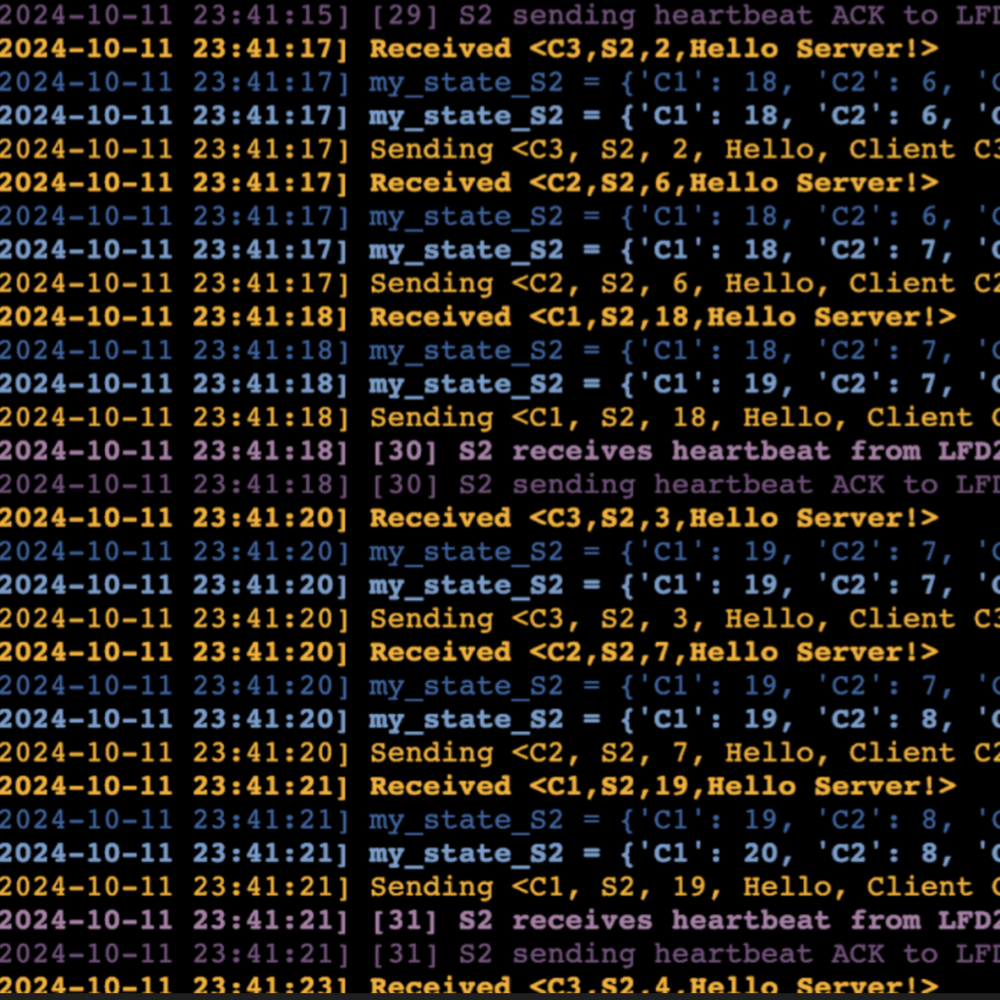 2024-10-11 23:41:15] [29] S2 sending heartbeat ACK to LFD
2024-10-11 23:41:17] Received <C3,S2,2,Hello Server!>
2024-10-11 23:41:17] my_state_S2 = {'C1': 18, 'C2': 6, '
2024-10-11 23:41:17] my_state_S2 = {'C1': 18, 'C2': 6, '
2024-10-11 23:41:17] Sending <C3, S2, 2, Hello, Client C3
2024-10-11 23:41:17] Received <C2,S2,6,Hello Server!>
2024-10-11 23:41:17] my_state_S2 = {'C1': 18, 'C2': 6, '
2024-10-11 23:41:17] my_state_S2 = {'C1': 18, 'C2': 7, '
2024-10-11 23:41:17] Sending <C2, S2, 6, Hello, Client C2
2024-10-11 23:41:18] Received <C1,S2,18,Hello Server!>
2024-10-11 23:41:18] my_state_S2 = {'C1': 18, 'C2': 7, '
2024-10-11 23:41:18] my_state_S2 = {'C1': 19, 'C2': 7, '
2024-10-11 23:41:18] Sending <C1, S2, 18, Hello, Client C
2024-10-11 23:41:18] [30] S2 receives heartbeat from LFD2
2024-10-11 23:41:18] [30] S2 sending heartbeat ACK to LFD
2024-10-11 23:41:20] Received <C3,S2,3,Hello Server!>
2024-10-11 23:41:20] my_state_S2 = {'C1': 19, 'C2': 7, '
2024-10-11 23:41:20] my_state_S2 = {'C1': 19, 'C2': 7, '
2024-10-11 23:41:20] Sending <C3, S2, 3, Hello, Client C3
2024-10-11 23:41:20] Received <C2,S2,7,Hello Server!>
2024-10-11 23:41:20] my_state_S2 = {'C1': 19, 'C2': 7, '
2024-10-11 23:41:20] my_state_S2 = {'C1': 19, 'C2': 8, '
2024-10-11 23:41:20] Sending <C2, S2, 7, Hello, Client C2
2024-10-11 23:41:21] Received <C1,S2,19,Hello Server!>
2024-10-11 23:41:21] my_state_S2 = {'C1': 19, 'C2': 8, '
2024-10-11 23:41:21] my_state_S2 = {'C1': 20, 'C2': 8, '
2024-10-11 23:41:21] Sending <C1, S2, 19, Hello, Client C
2024-10-11 23:41:21] [31] S2 receives heartbeat from LFD2
2024-10-11 23:41:21] [31] S2 sending heartbeat ACK to LFD
2024-10-11 23:41:23] Received <C3,S2,4,Hello Server!>